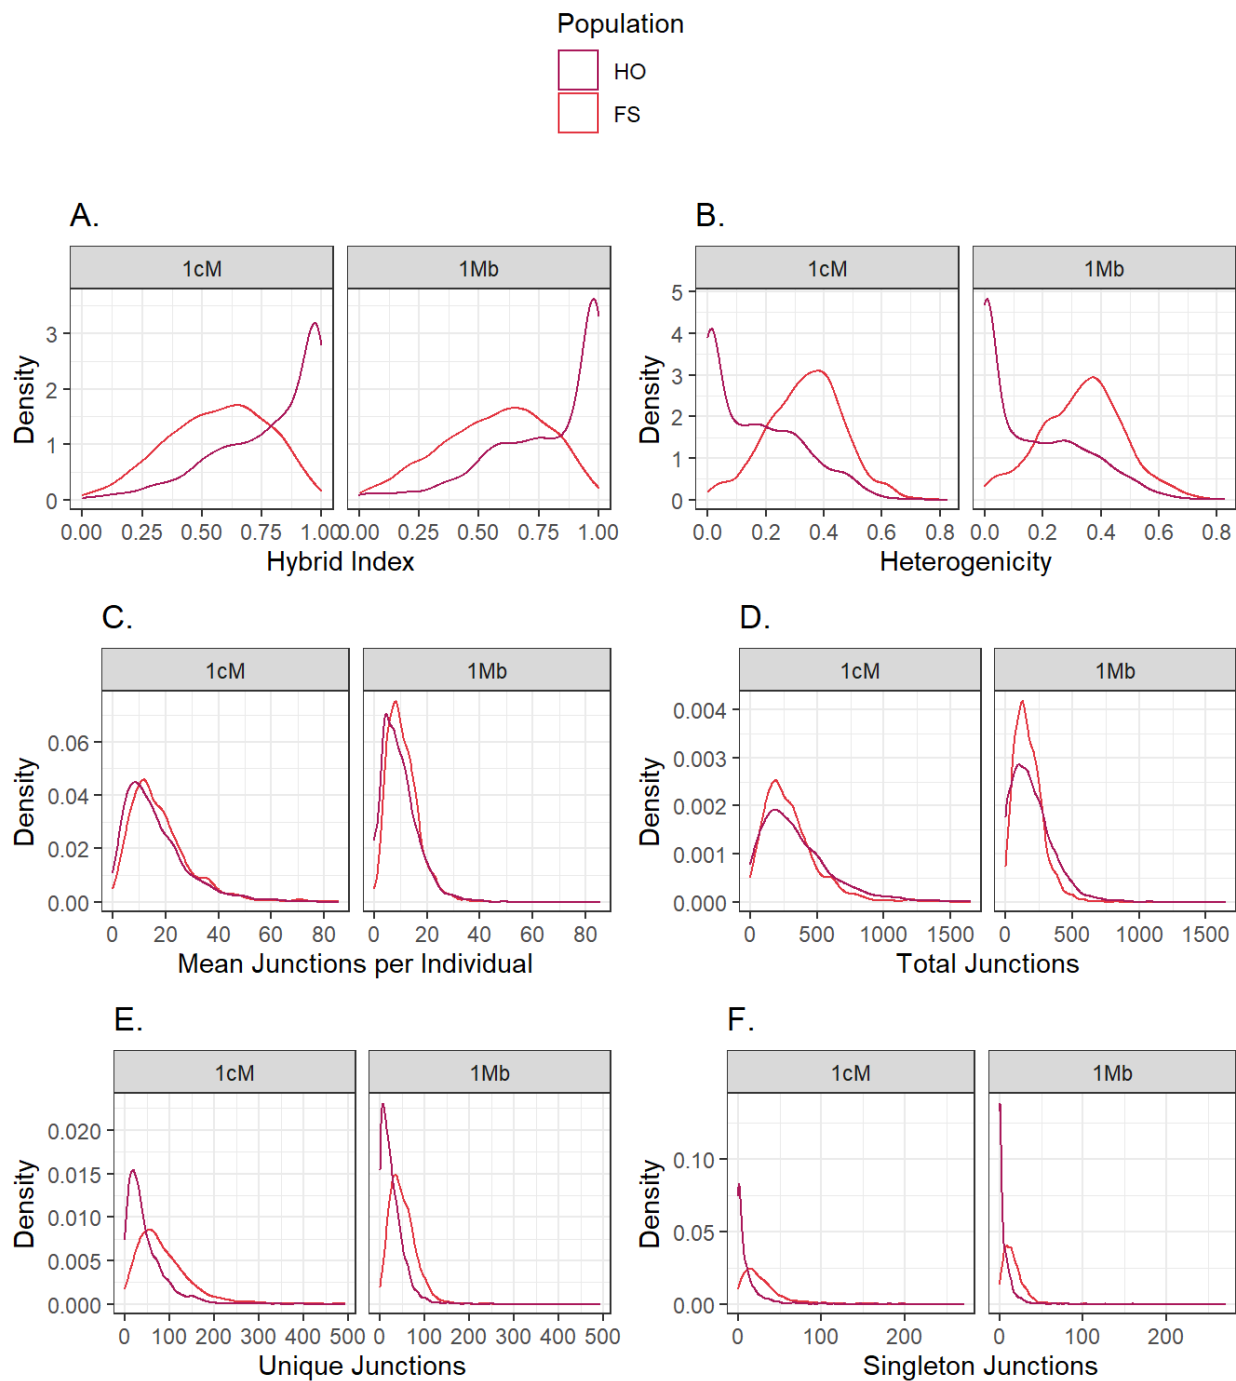 Population
HO
FS
A.
1cM 1Mb
Density
0
1
2
3
0.00 0.25 0.50 0.75 1.00 0.00 0.25 0.50 0.75 1.00
Hybrid Index
B.
1cM 1Mb
Density
5
4
3
2
1
0
0.0 0.2 0.4 0.6 0.8 0.0 0.2 0.4 0.6 0.8
Heterogenicity
C.
1cM 1Mb
Density
0.06
0.04
0.02
0.00
0 20 40 60 80 0 20 40 60 80
Mean Junctions per Individual
D.
1cM 1Mb
Density
0.004
0.003
0.002
0.001
0.000
0 500 1000 1500 0 500 1000 1500
Total Junctions
E.
1cM 1Mb
Density
0.020
0.015
0.010
0.005
0.000
0 100 200 300 400 500 0 100 200 300 400 500
Unique Junctions
F.
1cM 1Mb
Density
0.10
0.05
0.00
0 100 200 0 100 200
Singleton Junctions